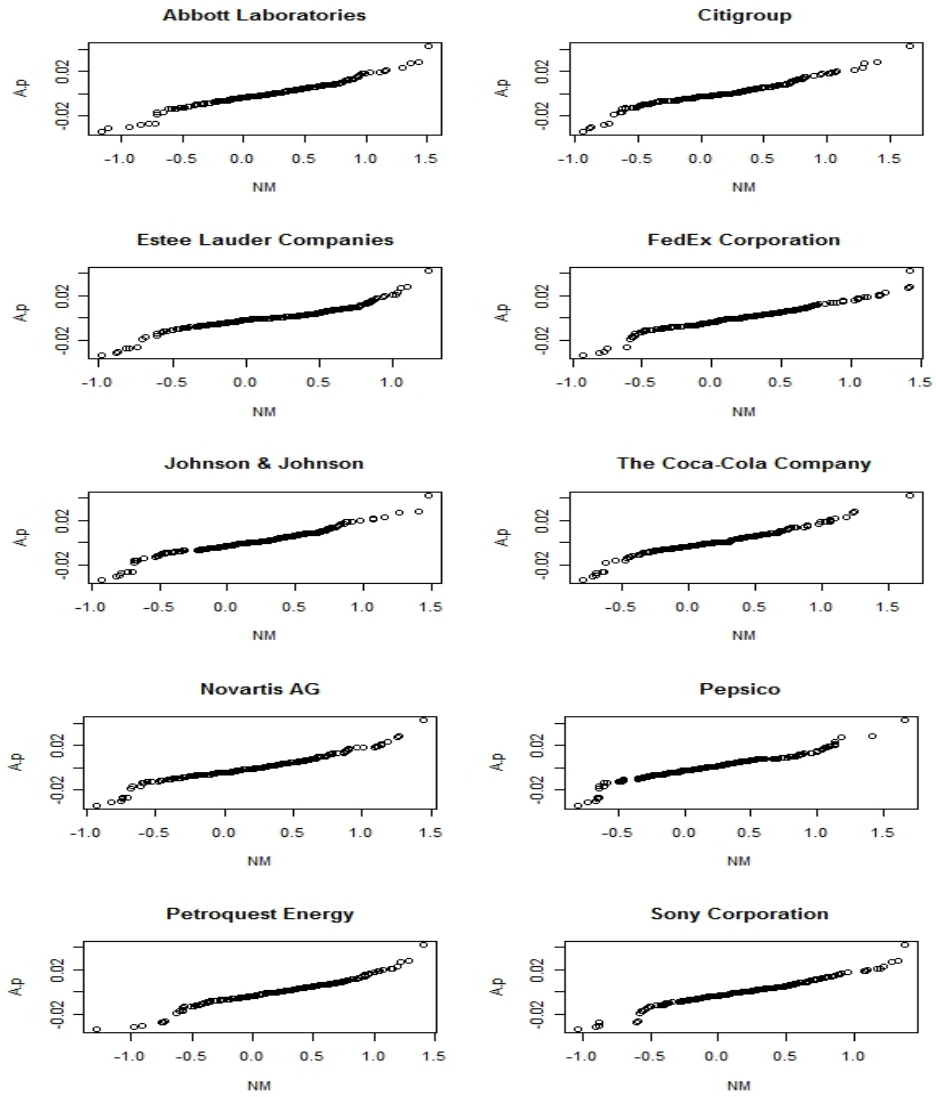 Abbott Laboratories
A.p
-0.02 0.02
-1.0 -0.5 0.0 0.5 1.0 1.5
NM
Citigroup
A.p
-0.02 0.02
-1.0 -0.5 0.0 0.5 1.0 1.5
NM
Estee Lauder Companies
A.p
-0.02 0.02
-1.0 -0.5 0.0 0.5 1.0
NM
FedEx Corporation
A.p
-0.02 0.02
-1.0 -0.5 0.0 0.5 1.0 1.5
NM
Johnson & Johnson
A.p
-0.02 0.02
-1.0 -0.5 0.0 0.5 1.0 1.5
NM
The Coca-Cola Company
A.p
-0.02 0.02
-0.5 0.0 0.5 1.0 1.5
NM
Novartis AG
A.p
-0.02 0.02
-1.0 -0.5 0.0 0.5 1.0 1.5
NM
Pepsico
A.p
-0.02 0.02
-0.5 0.0 0.5 1.0 1.5
NM
Petroquest Energy
A.p
-0.02 0.02
-1.0 -0.5 0.0 0.5 1.0 1.5
NM
Sony Corporation
A.p
-0.02 0.02
-1.0 -0.5 0.0 0.5 1.0
NM